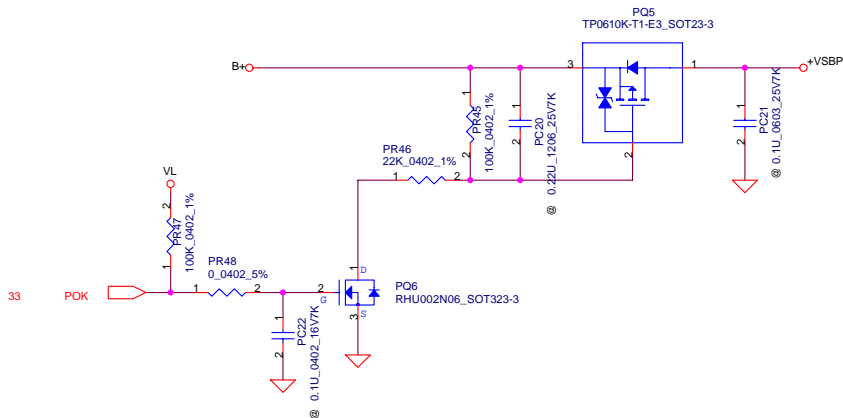 PQ5
TP0610K-T1-E3_SOT23-3
B+
3
1
+VSBP
1
2
PR45
100K_0402_1%
1
2
PC20
0.22U_1206_25V7K
@
2
1
2
PC21
0.1U_0603_25V7K
@
PR46
22K_0402_1%
1
2
VL
2
1
PR47
100K_0402_1%
PR48
0_0402_5%
33
POK
1
2
2
G
1
D
3
S
PQ6
RHU002N06_SOT323-3
1
2
PC22
0.1U_0402_16V7K
@